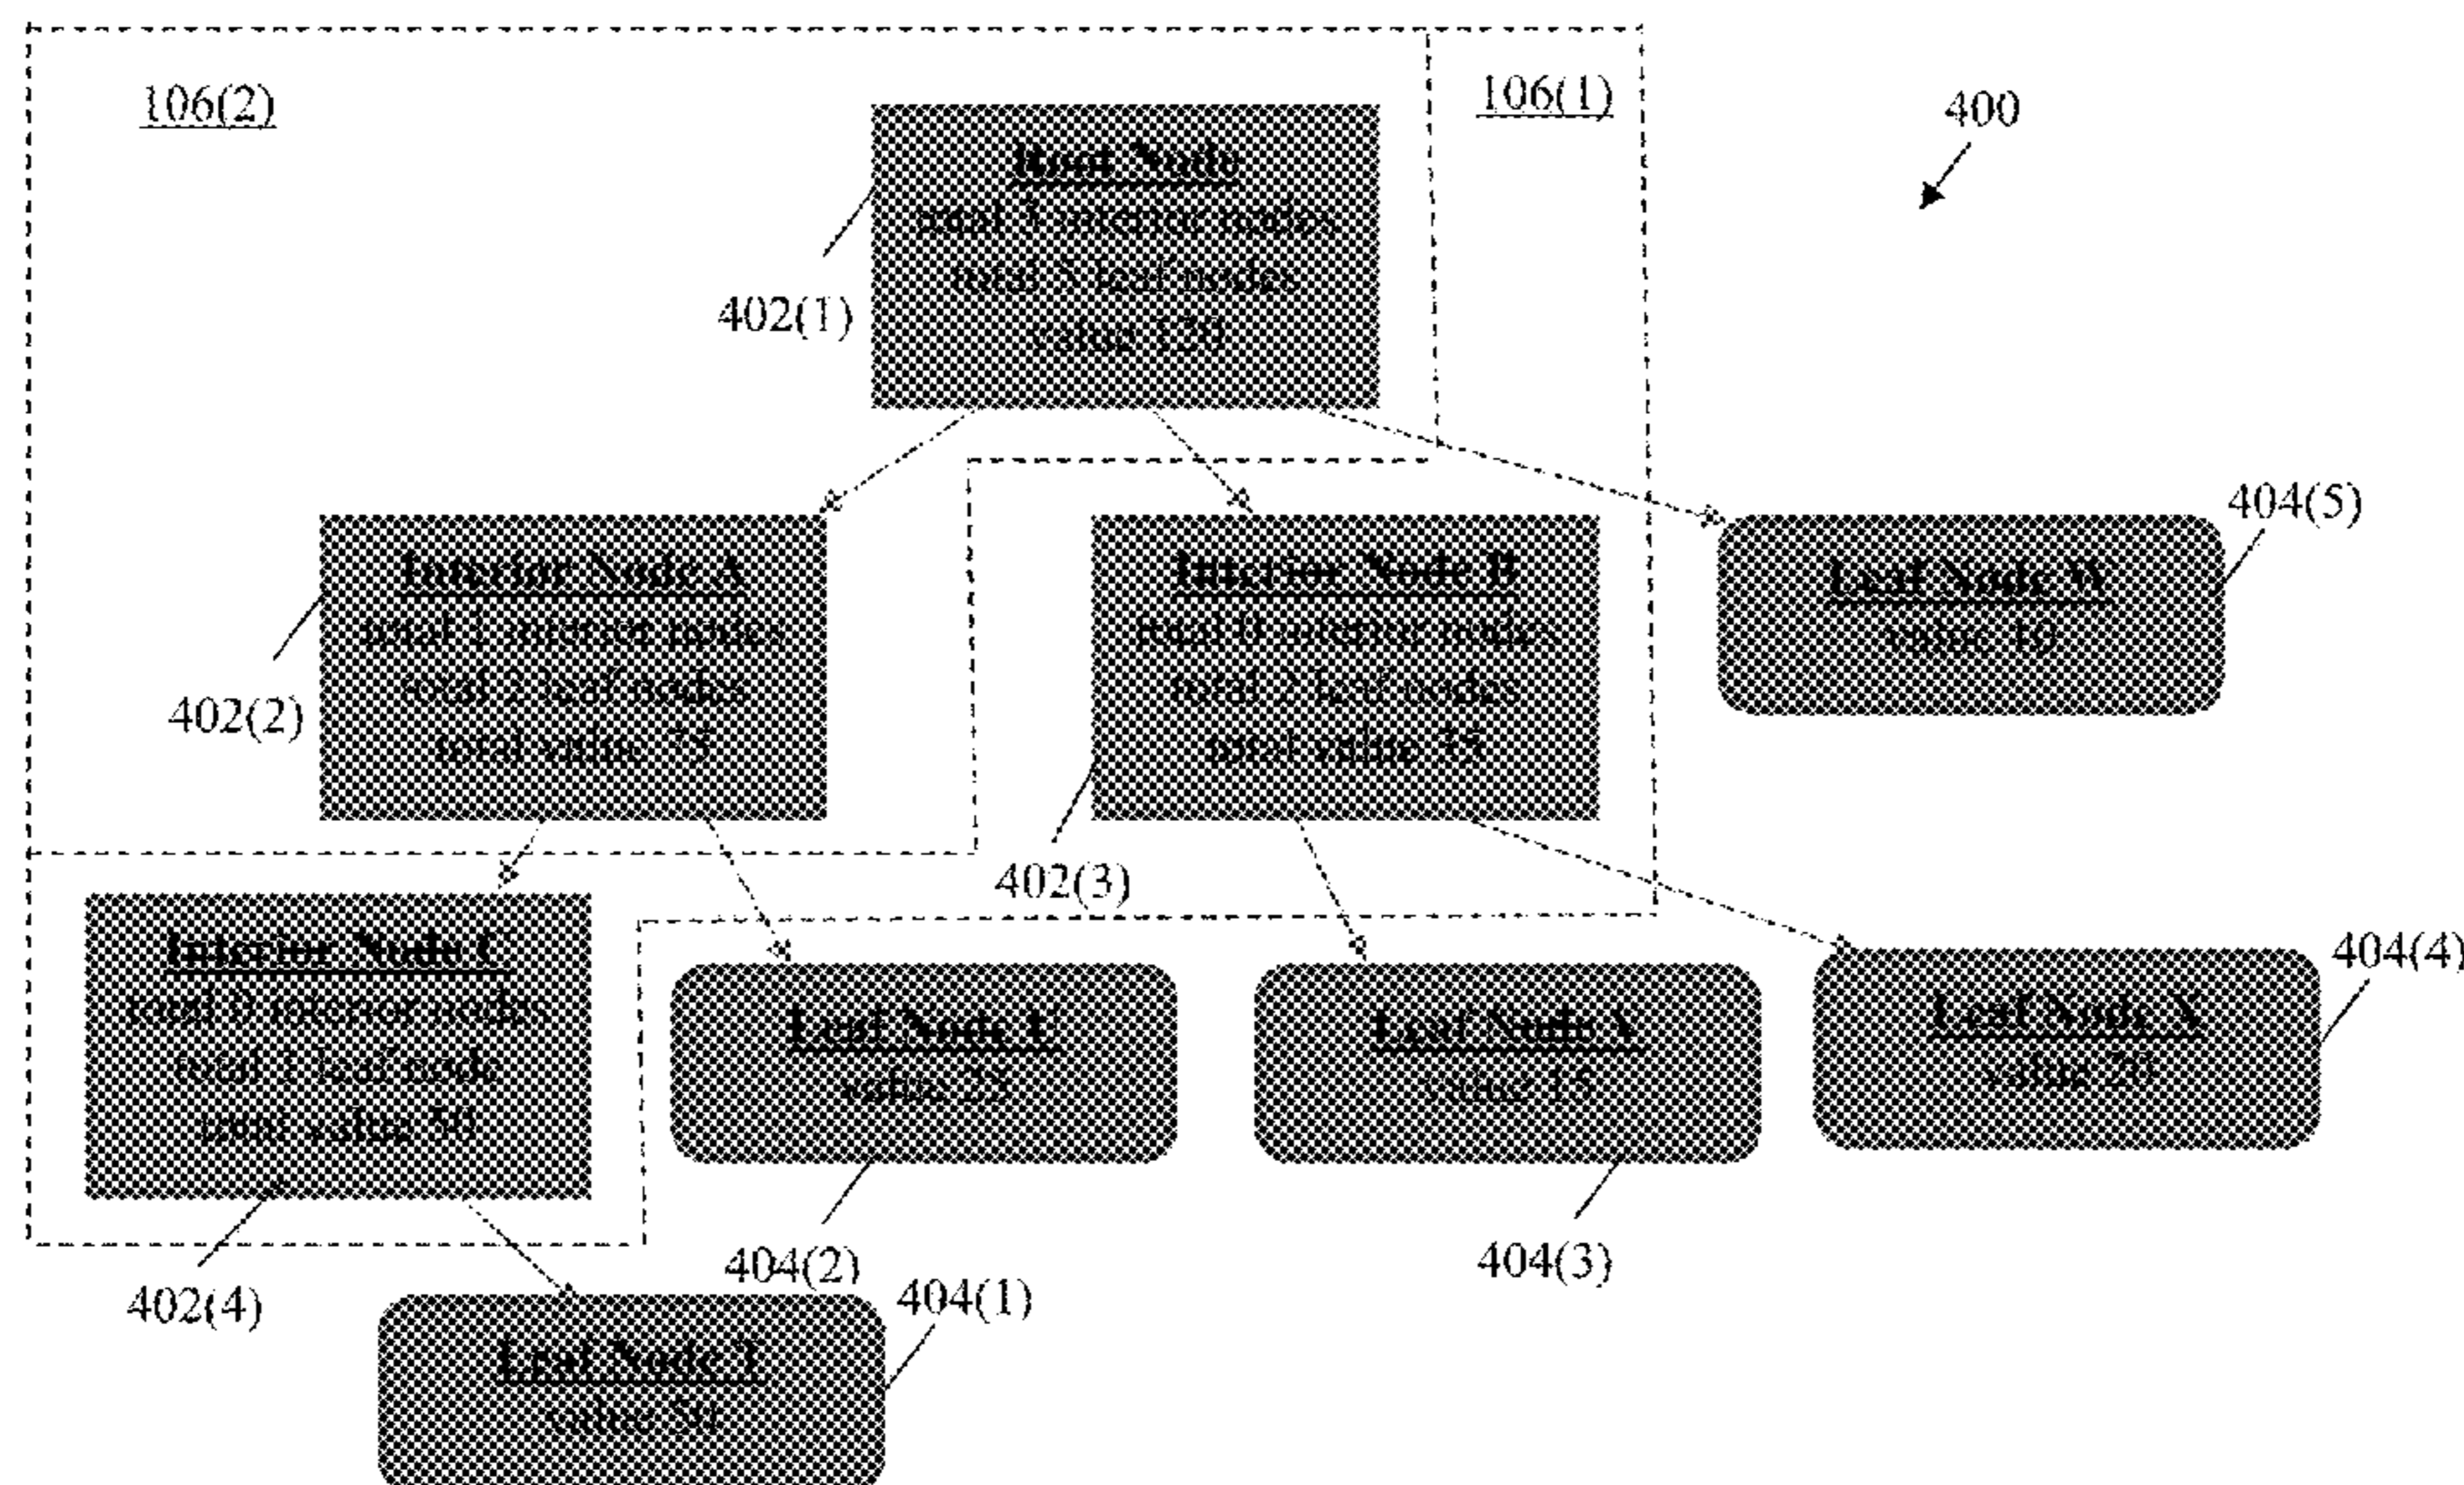 106(2)
106(1)
400
Root Node
total 3 interior nodes
total 5 leaf nodes
value 120
402(1)
404(5)
Interior Node A
total 1 interior nodes
total 2 leaf nodes
total value 75
402(2)
Interior Node B
total 0 interior nodes
total 2 leaf nodes
total value 35
402(3)
Leaf Node W
value 10
Interior Node C
total 0 interior nodes
total 1 leaf node
total value 50
402(4)
Leaf Node U
value 25
404(2)
Leaf Node V
value 15
404(3)
Leaf Node X
value 20
404(4)
404(1)
Leaf Node T
value